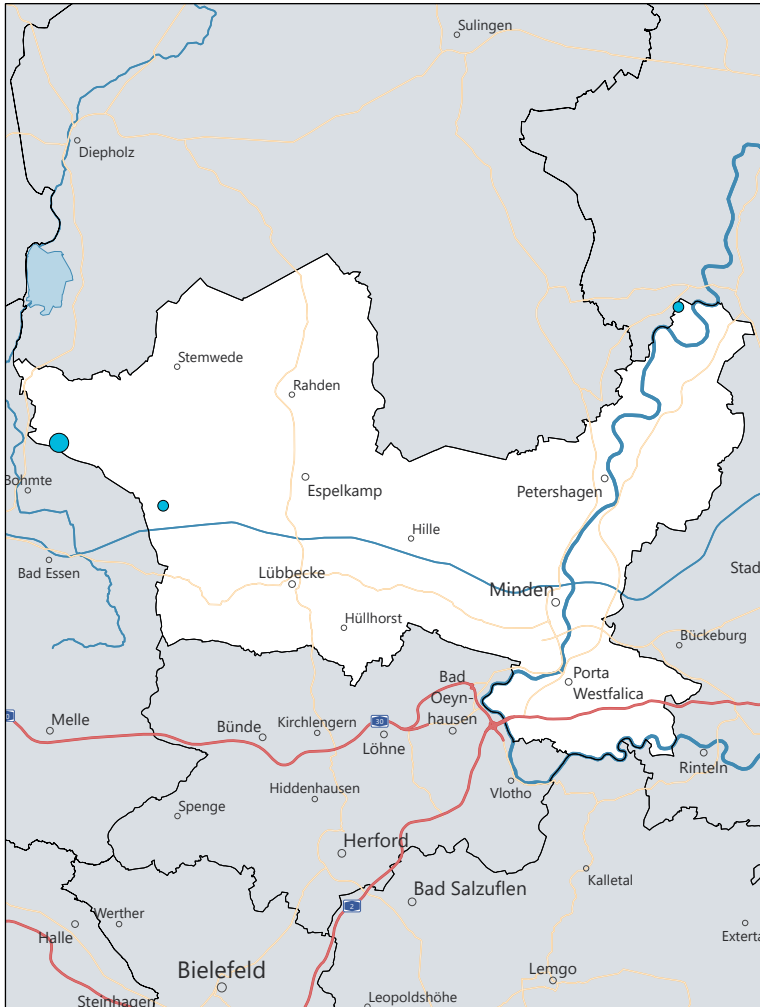 Sulingen
Diepholz
Stemwede
Rahden
Bohmte
Espelkamp
Petershagen
Hille
Bad Essen
Lübbecke
Minden
Stad
Hüllhorst
Bückeburg
Bad
Oeyn-
hausen
Porta
Westfalica
Melle
Bünde
Kirchlengern
30
Löhne
Rinteln
Hiddenhausen
Vlotho
Spenge
Herford
Kalletal
Bad Salzuflen
2
Werther
Halle
Exterta
Bielefeld
Lemgo
Steinhagen
Leopoldshöhe